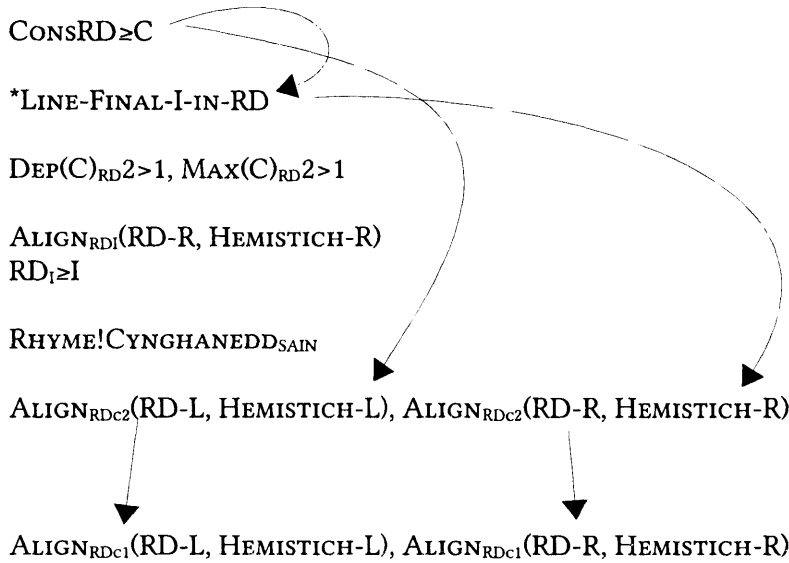 ConsRD≥C
*Line-Final-I-in-RD
Dep(C)RD2>1, Max(C)RD2>1
AlignRDI(RD-R, Hemistich-R)
RDI≥I
Rhyme!CynghaneddSAIN
AlignRDc2(RD-L, Hemistich-L), AlignRDc2(RD-R, Hemistich-R)
AlignRDc1(RD-L, Hemistich-L), AlignRDc1(RD-R, Hemistich-R)